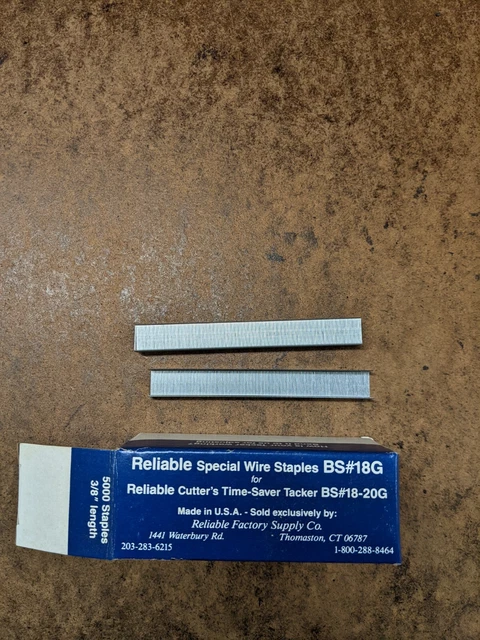 Reliable Special Wire Staples BS#18G
for
Reliable Cutter's Time-Saver Tacker BS#18-20G
Made in U.S.A. - Sold exclusively by:
Reliable Factory Supply Co.
1441 Waterbury Rd. Thomaston, CT 06787
203-283-6215 1-800-288-8464
5000 Staples
3/8" length